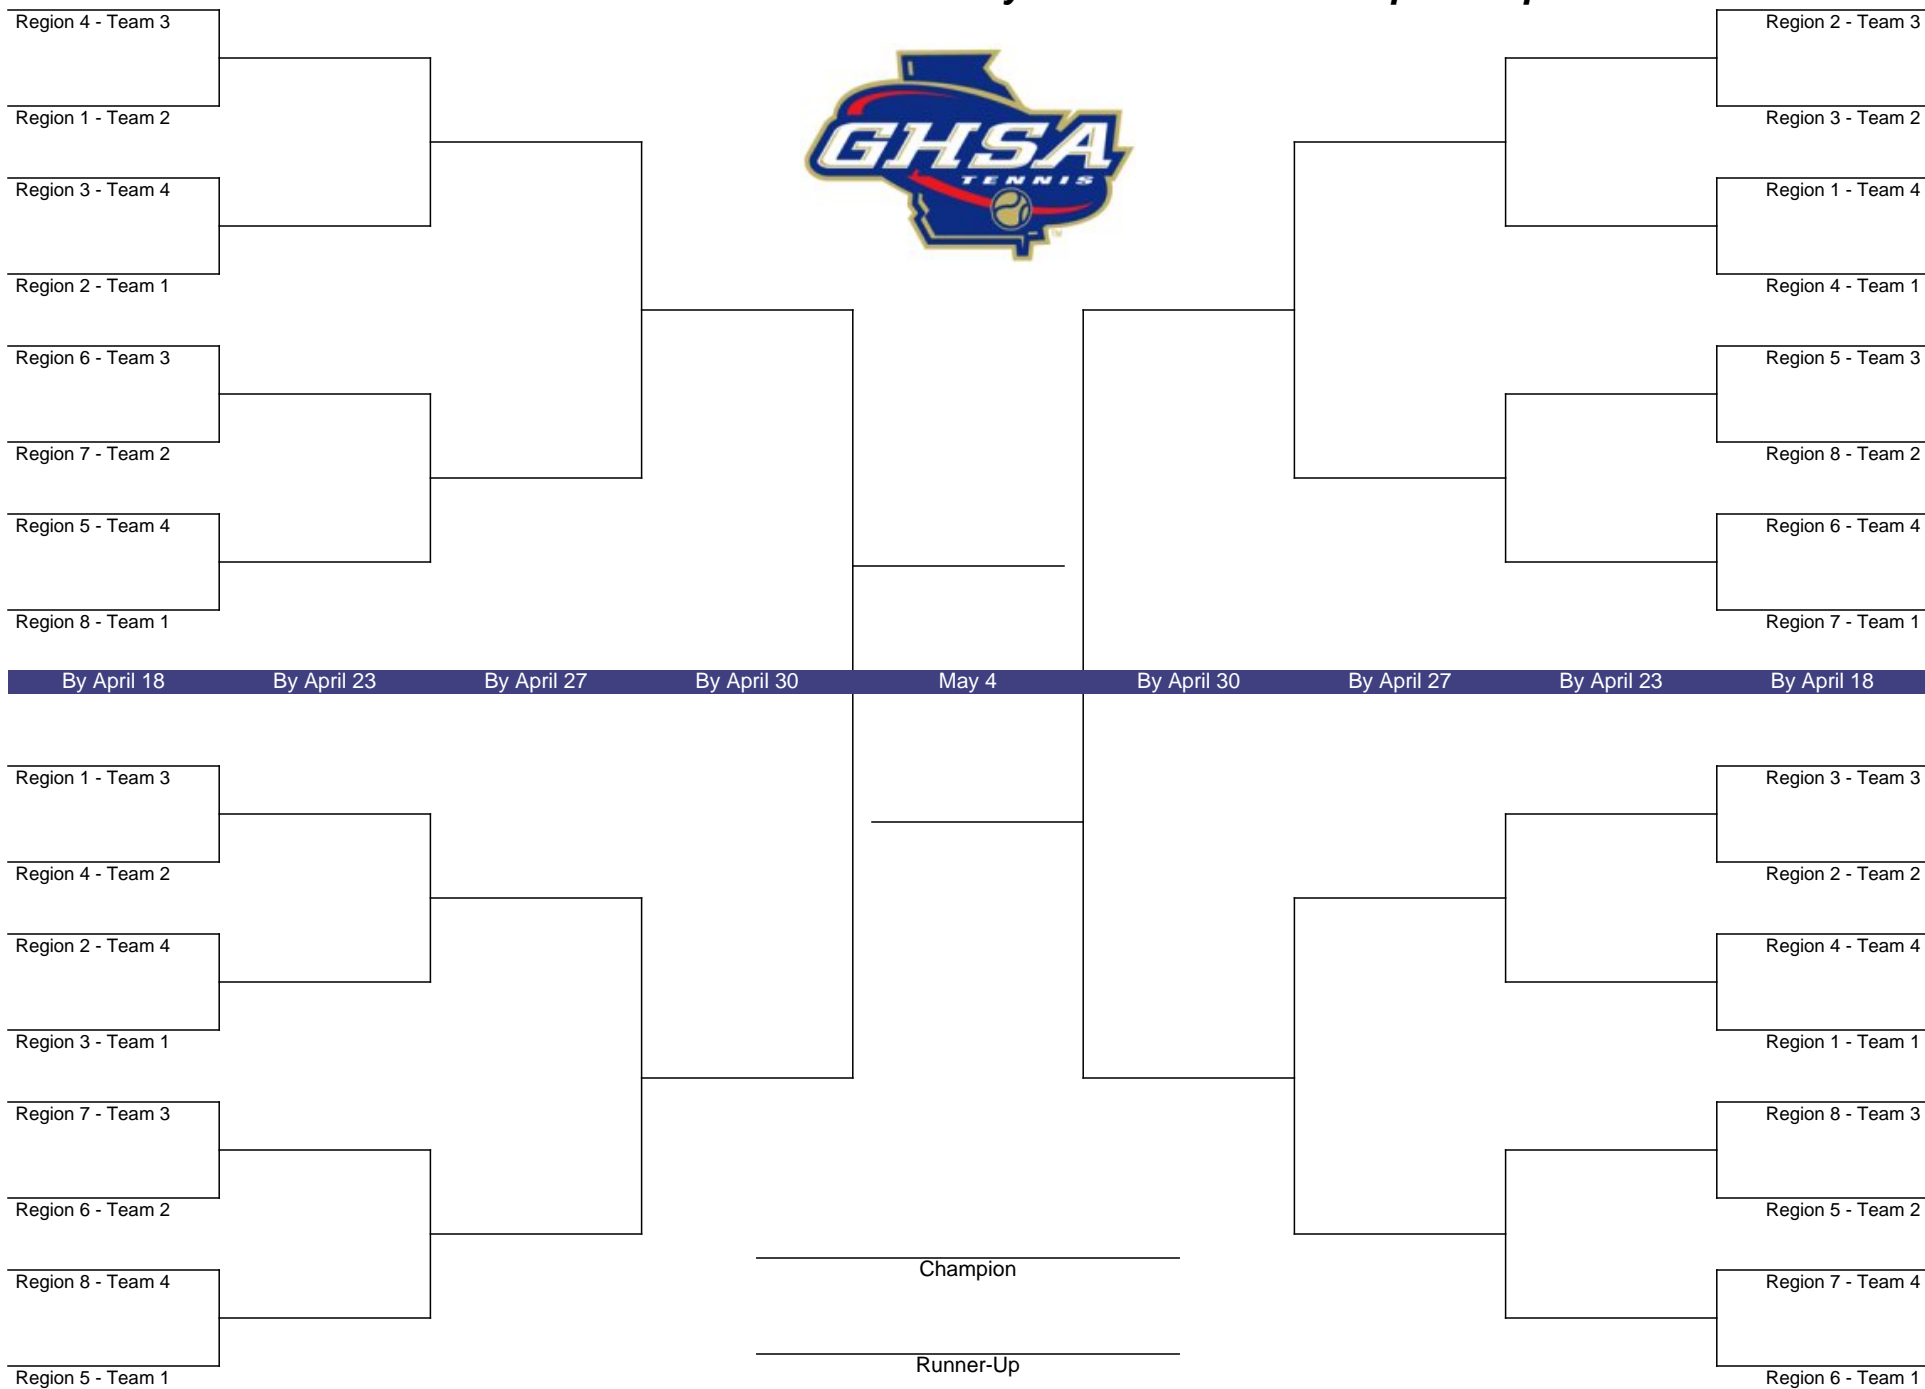 Region 4 - Team 3
Region 1 - Team 2
Region 3 - Team 4
Region 2 - Team 1
Region 6 - Team 3
Region 7 - Team 2
Region 5 - Team 4
Region 8 - Team 1
GHSA
TENNIS
TM
Region 2 - Team 3
Region 3 - Team 2
Region 1 - Team 4
Region 4 - Team 1
Region 5 - Team 3
Region 8 - Team 2
Region 6 - Team 4
Region 7 - Team 1
By April 18 By April 23 By April 27 By April 30 May 4 By April 30 By April 27 By April 23 By April 18
Region 1 - Team 3
Region 4 - Team 2
Region 2 - Team 4
Region 3 - Team 1
Region 7 - Team 3
Region 6 - Team 2
Region 8 - Team 4
Region 5 - Team 1
Champion
Runner-Up
Region 3 - Team 3
Region 2 - Team 2
Region 4 - Team 4
Region 1 - Team 1
Region 8 - Team 3
Region 5 - Team 2
Region 7 - Team 4
Region 6 - Team 1